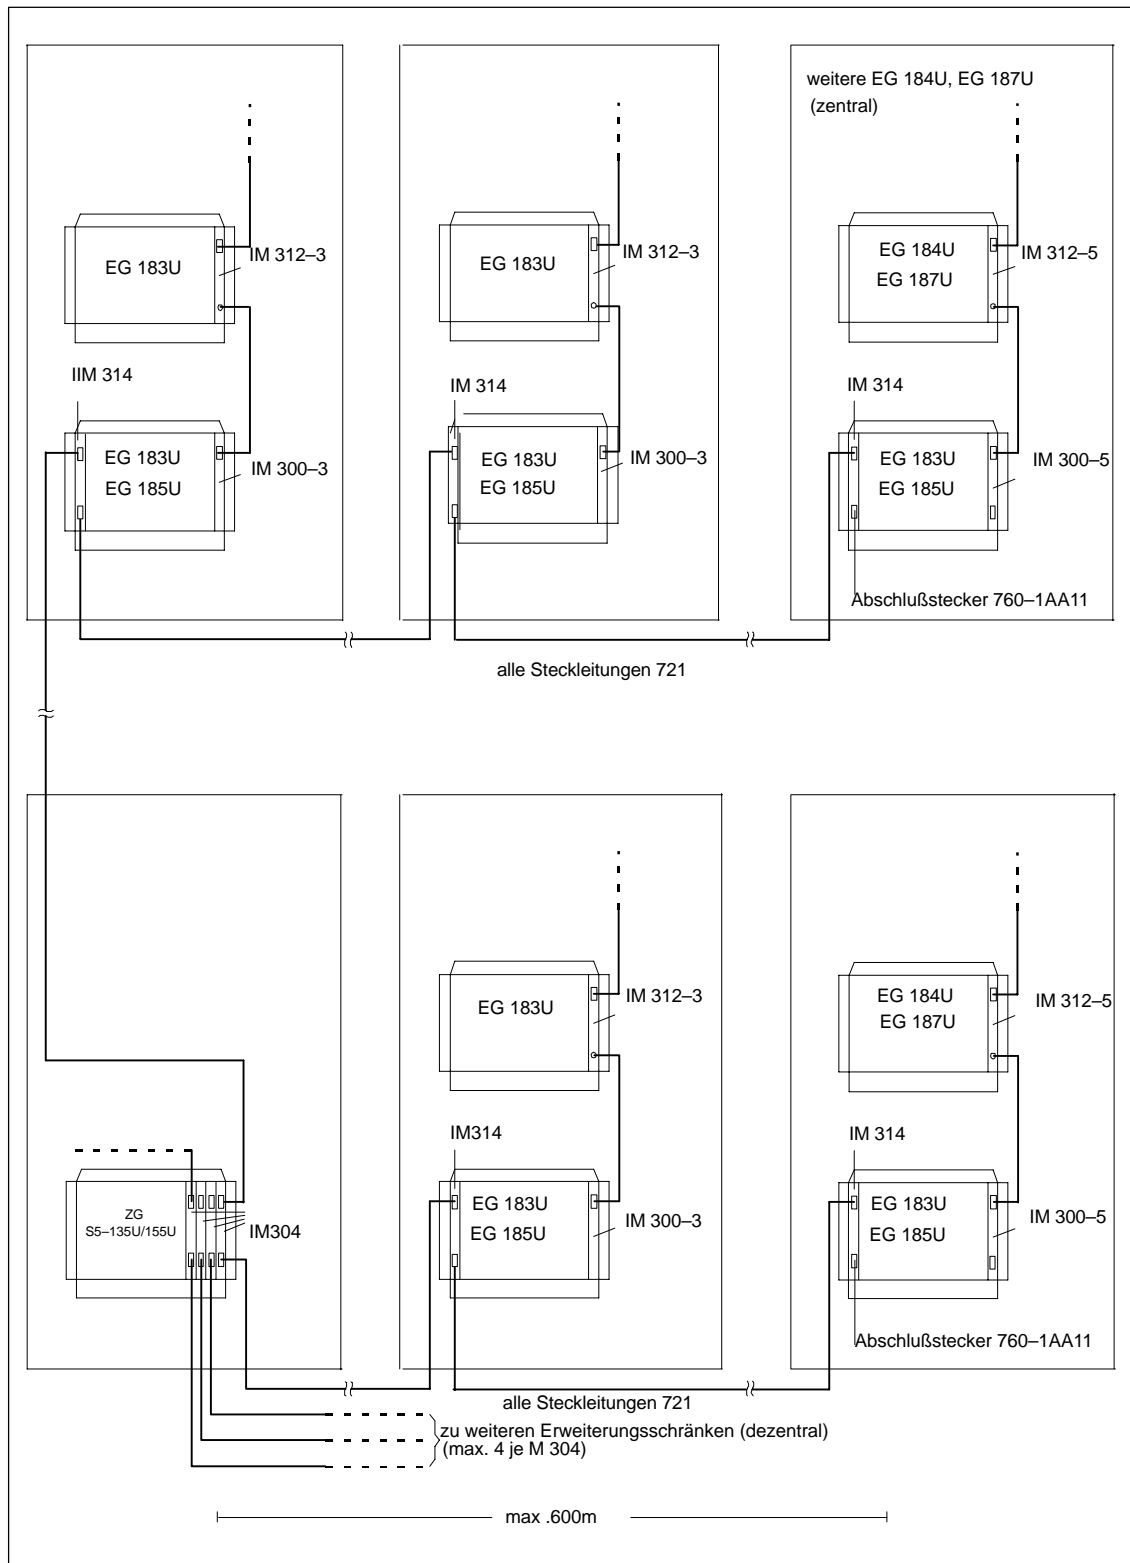 weitere EG 184U, EG 187U
(zentral)
EG 183U
IM 312–3
EG 183U
IM 312–3
EG 184U
EG 187U
IM 312–5
IIM 314
EG 183U
EG 185U
IM 300–3
IM 314
EG 183U
EG 185U
IM 300–3
IM 314
EG 183U
EG 185U
IM 300–5
Abschlußstecker 760–1AA11
alle Steckleitungen 721
EG 183U
IM 312–3
EG 184U
EG 187U
IM 312–5
ZG
S5–135U/155U
IM304
IM314
EG 183U
EG 185U
IM 300–3
IM 314
EG 183U
EG 185U
IM 300–5
Abschlußstecker 760–1AA11
alle Steckleitungen 721
zu weiteren Erweiterungsschränken (dezentral)
(max. 4 je M 304)
max .600m